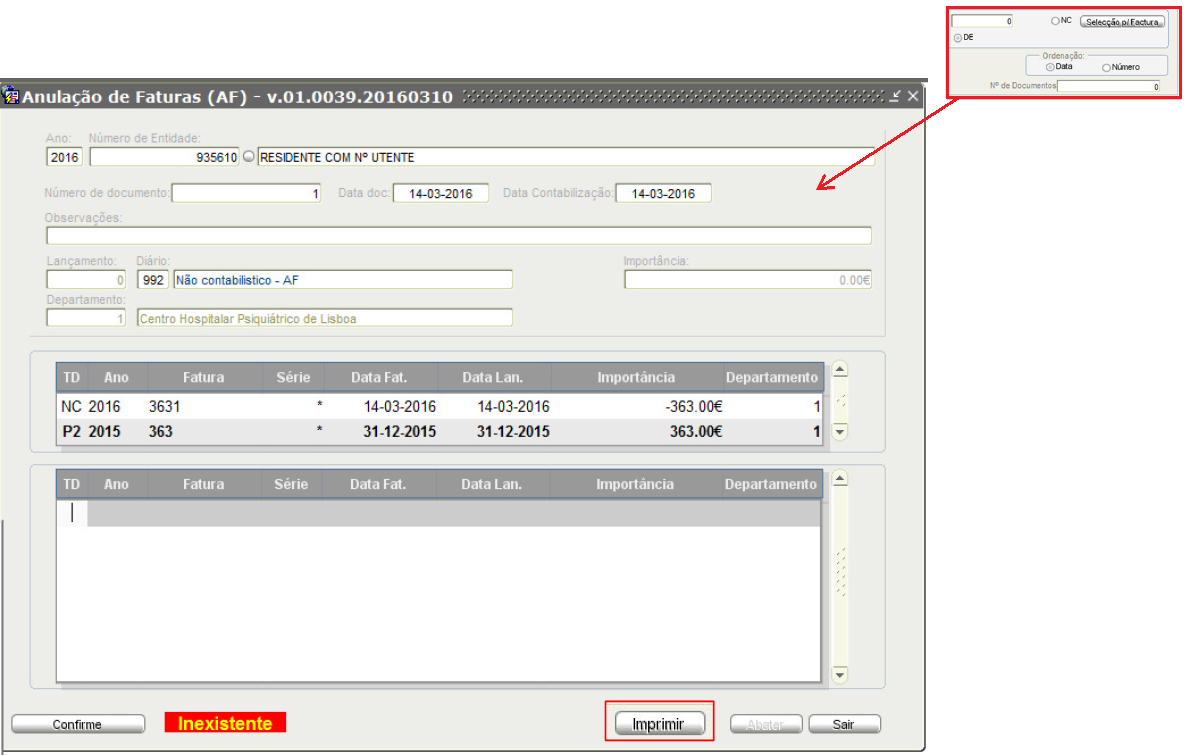 0 NC Selecção p/ Factura
DE
Ordenação:
Data Número
Nº de Documentos 0
Anulação de Faturas (AF) - v.01.0039.20160310
Ano: Número de Entidade:
2016 935610 RESIDENTE COM Nº UTENTE
Número de documento: 1 Data doc: 14-03-2016 Data Contabilização: 14-03-2016
Observações:
Lançamento: Diário: Importância:
0 992 Não contabilistico - AF 0.00€
Departamento:
1 Centro Hospitalar Psiquiátrico de Lisboa
TD Ano Fatura Série Data Fat. Data Lan. Importância Departamento
NC 2016 3631 * 14-03-2016 14-03-2016 -363.00€ 1
P2 2015 363 * 31-12-2015 31-12-2015 363.00€ 1
TD Ano Fatura Série Data Fat. Data Lan. Importância Departamento
Confirme Inexistente Imprimir Abater Sair